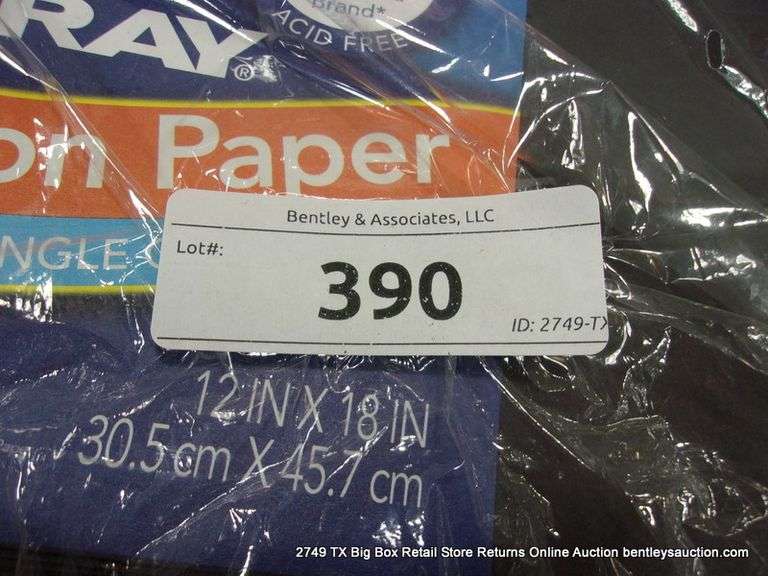 Brand*
ACID FREE
RAY®
on Paper
NGLE
Bentley & Associates, LLC
Lot#:
390
ID: 2749-TX
12 IN X 18 IN
30.5 cm X 45.7 cm
2749 TX Big Box Retail Store Returns Online Auction bentleysauction.com